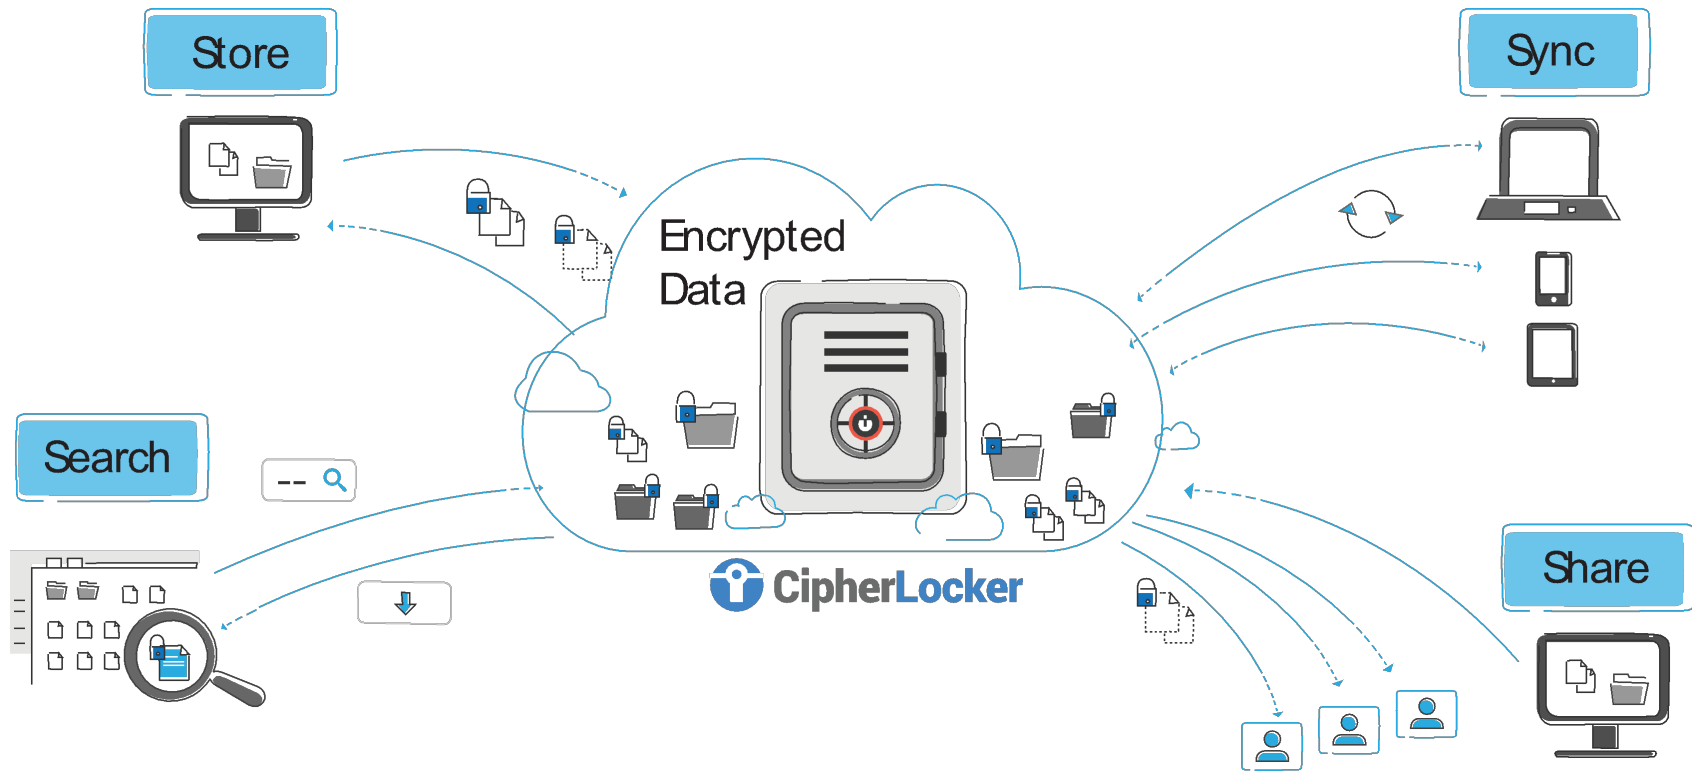 Store
Sync
Encrypted
Data
Search
CipherLocker
Share